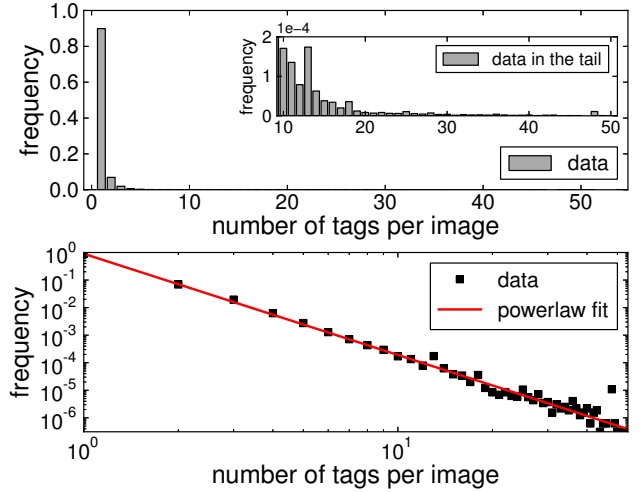 1.0
0.8
0.6
0.4
0.2
0.0
frequency
0 10 20 30 40 50
number of tags per image
data
1e−4
2
1
0
frequency
10 20 30 40 50
data in the tail
10^0
10^-1
10^-2
10^-3
10^-4
10^-5
10^-6
frequency
10^0 10^1
number of tags per image
data
powerlaw fit